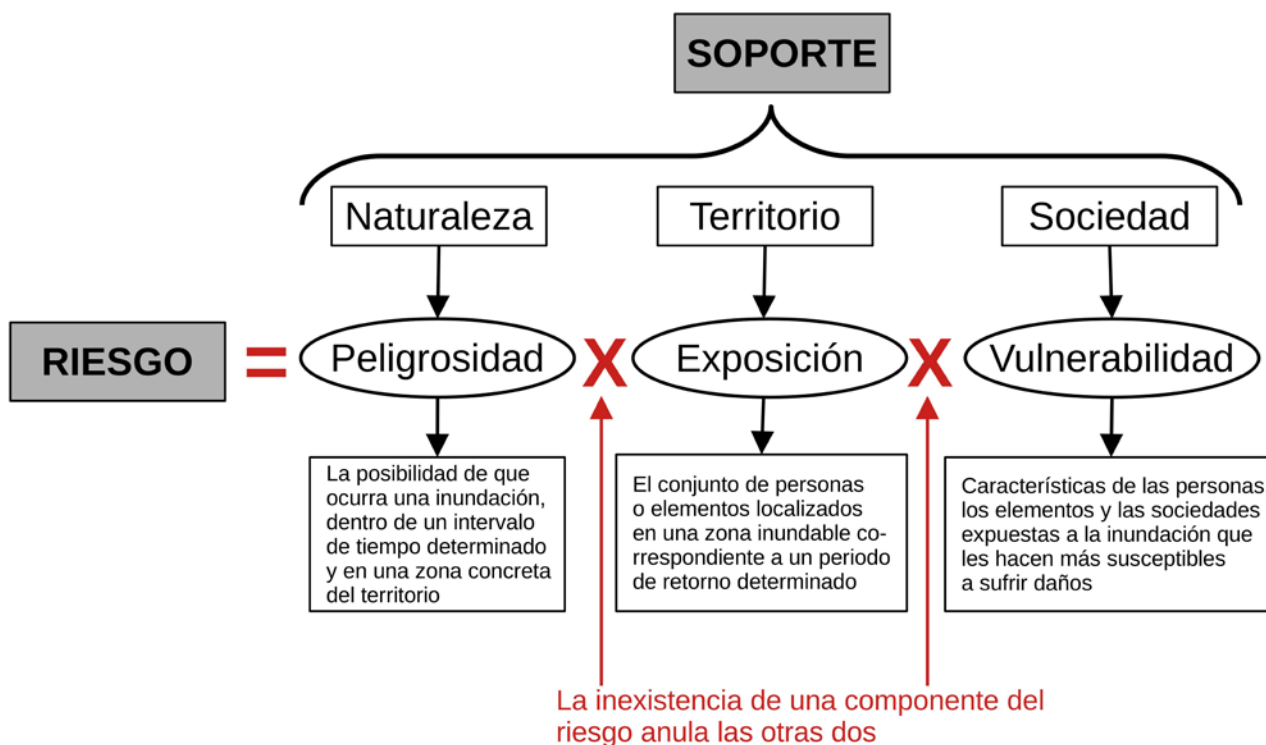 SOPORTE
Naturaleza
Territorio
Sociedad
RIESGO
=
Peligrosidad
X
Exposición
X
Vulnerabilidad
La posibilidad de que
ocurra una inundación,
dentro de un intervalo
de tiempo determinado
y en una zona concreta
del territorio
El conjunto de personas
o elementos localizados
en una zona inundable co-
rrespondiente a un periodo
de retorno determinado
Características de las personas,
los elementos y las sociedades
expuestas a la inundación que
les hacen más susceptibles
a sufrir daños
La inexistencia de una componente del
riesgo anula las otras dos